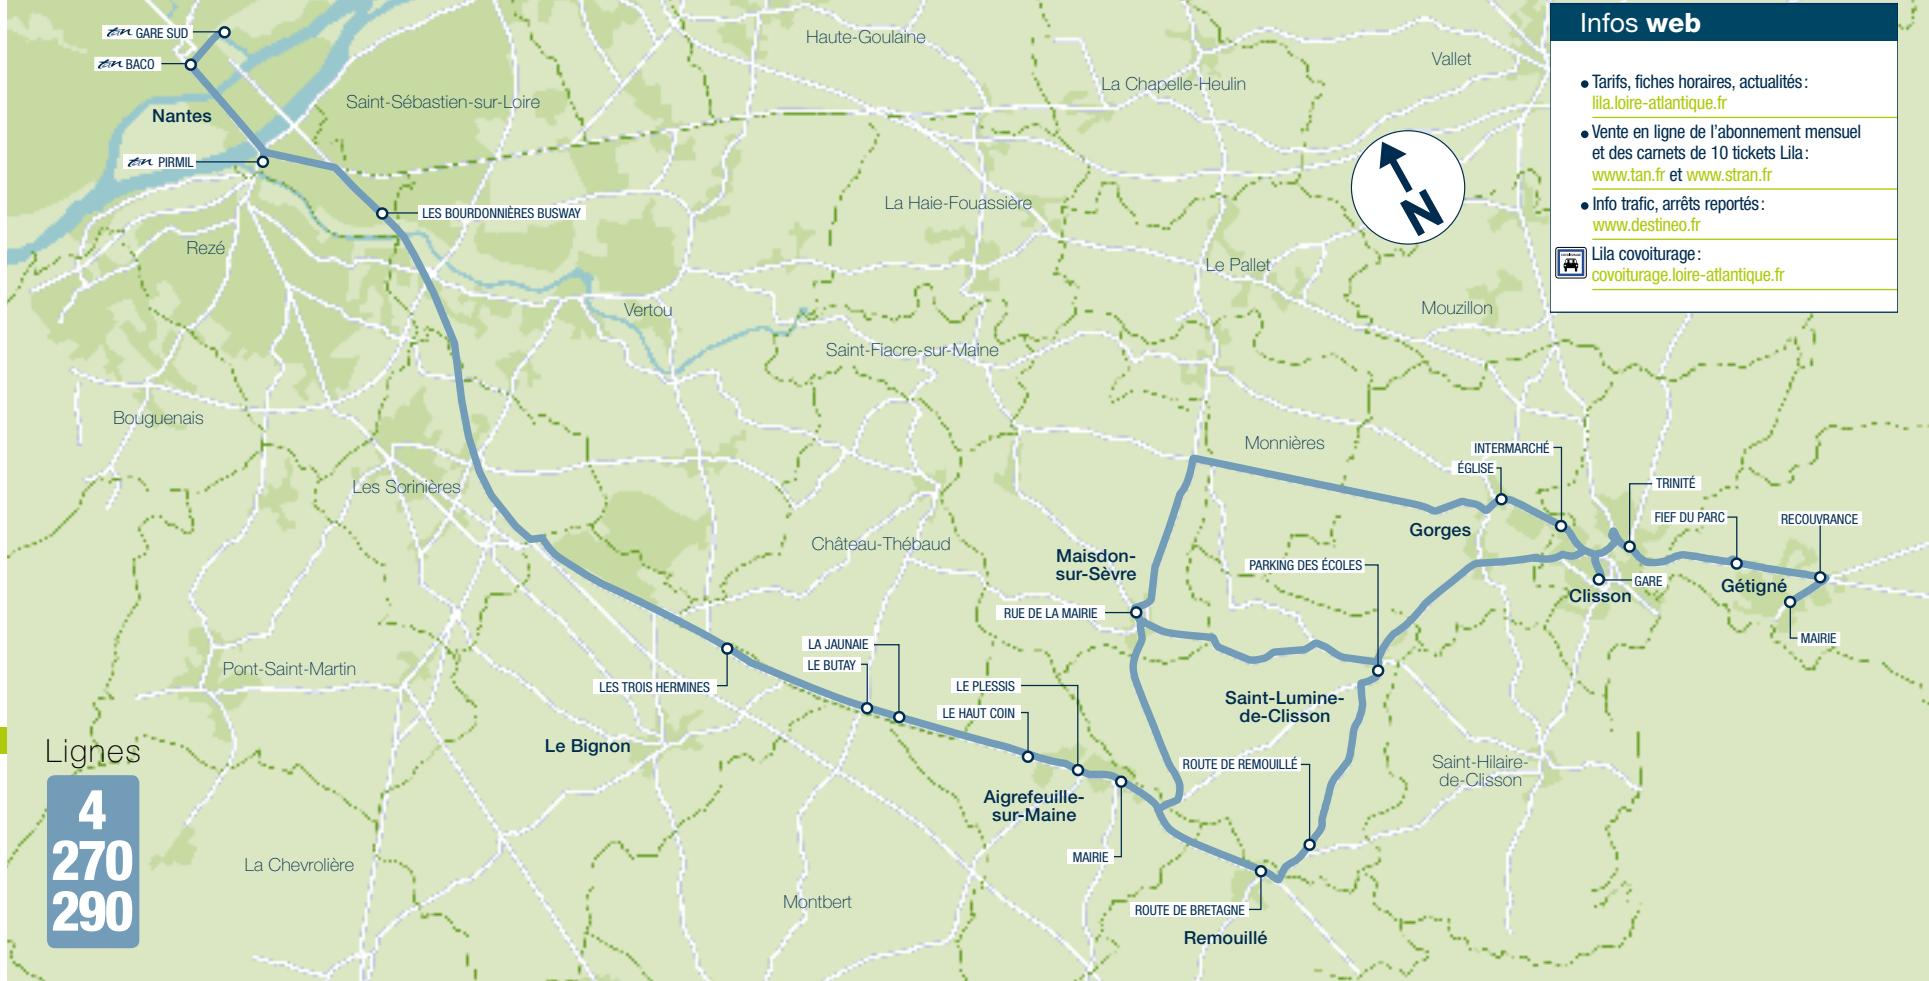 tan GARE SUD
tan BACO
Nantes
tan PIRMIL
Saint-Sébastien-sur-Loire
Haute-Goulaine
La Chapelle-Heulin
Vallet
LES BOURDONNIÈRES BUSWAY
La Haie-Fouassière
Rezé
Le Pallet
Vertou
Mouzillon
Saint-Fiacre-sur-Maine
Bouguenais
Monnières
Les Sorinières
Château-Thébaud
INTERMARCHÉ
ÉGLISE
Gorges
TRINITÉ
FIEF DU PARC
RECOUVRANCE
Maisdon-
sur-Sèvre
PARKING DES ÉCOLES
GARE
Clisson
Gétigné
RUE DE LA MAIRIE
MAIRIE
LA JAUNAIE
LE BUTAY
Pont-Saint-Martin
LES TROIS HERMINES
LE PLESSIS
LE HAUT COIN
Saint-Lumine-
de-Clisson
Le Bignon
ROUTE DE REMOUILLÉ
Saint-Hilaire-
de-Clisson
Aigrefeuille-
sur-Maine
MAIRIE
La Chevrolière
Montbert
ROUTE DE BRETAGNE
Remouillé
N
Infos web
● Tarifs, fiches horaires, actualités :
lila.loire-atlantique.fr
● Vente en ligne de l'abonnement mensuel
et des carnets de 10 tickets Lila :
www.tan.fr et www.stran.fr
● Info trafic, arrêts reportés :
www.destineo.fr
COVOITURAGE
Lila covoiturage :
covoiturage.loire-atlantique.fr
Lignes
4
270
290